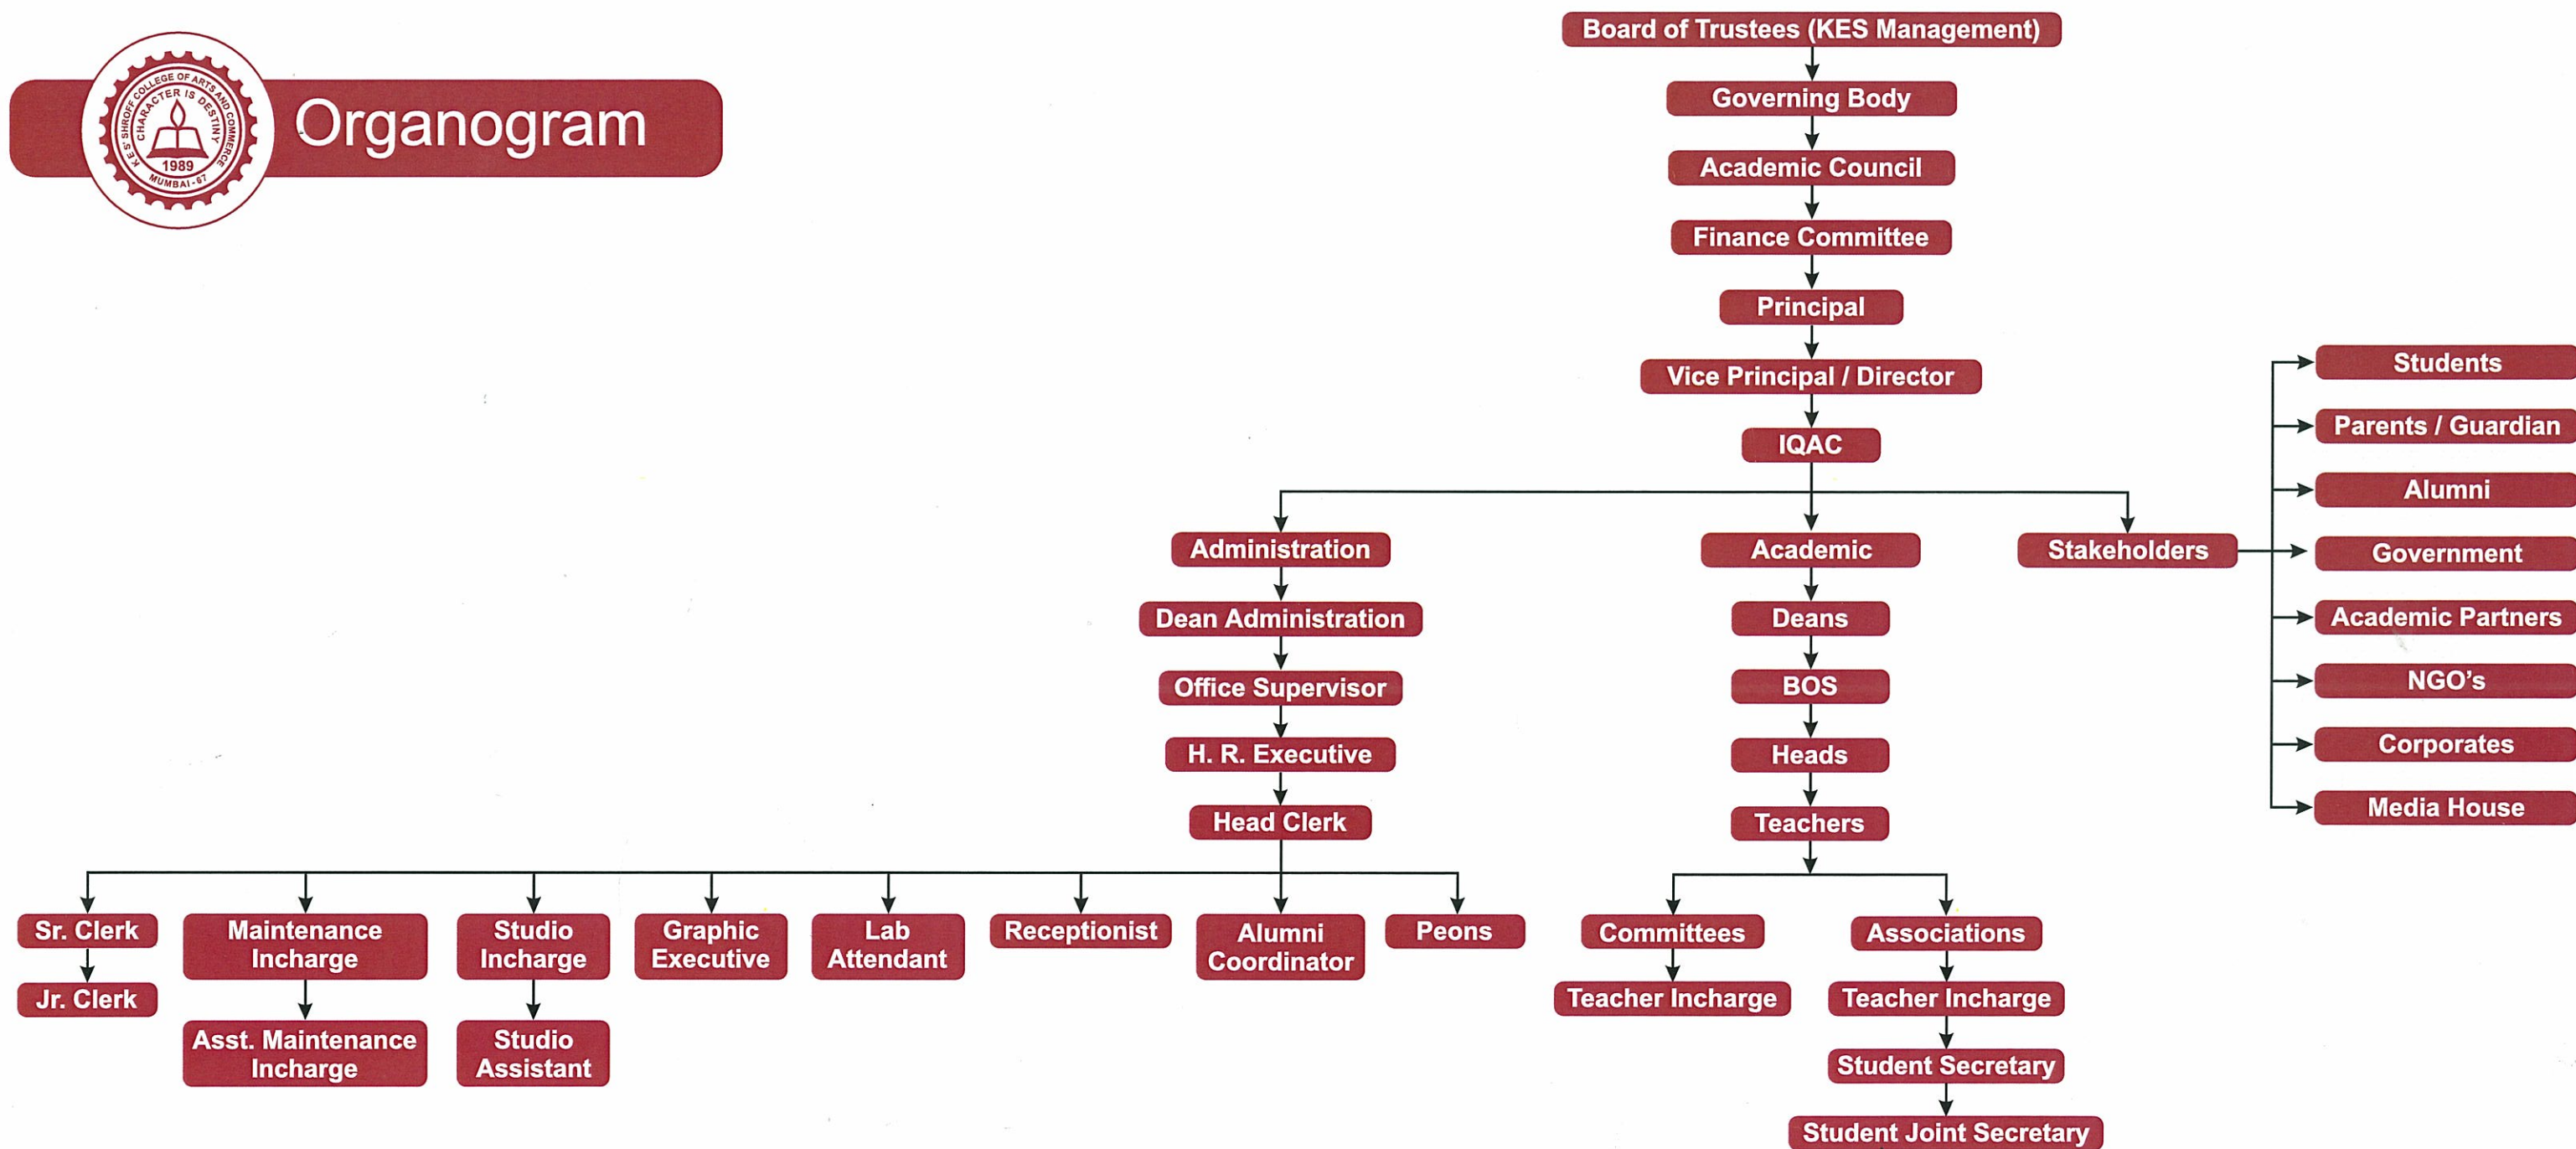 K E S' SHROFF COLLEGE OF ARTS AND COMMERCE
CHARACTER IS DESTINY
1989
MUMBAI - 67
Organogram
Board of Trustees (KES Management)
Governing Body
Academic Council
Finance Committee
Principal
Vice Principal / Director
IQAC
Administration
Academic
Stakeholders
Students
Parents / Guardian
Alumni
Government
Academic Partners
NGO’s
Corporates
Media House
Dean Administration
Office Supervisor
H. R. Executive
Head Clerk
Deans
BOS
Heads
Teachers
Sr. Clerk
Jr. Clerk
Maintenance
Incharge
Asst. Maintenance
Incharge
Studio
Incharge
Studio
Assistant
Graphic
Executive
Lab
Attendant
Receptionist
Alumni
Coordinator
Peons
Committees
Teacher Incharge
Associations
Teacher Incharge
Student Secretary
Student Joint Secretary